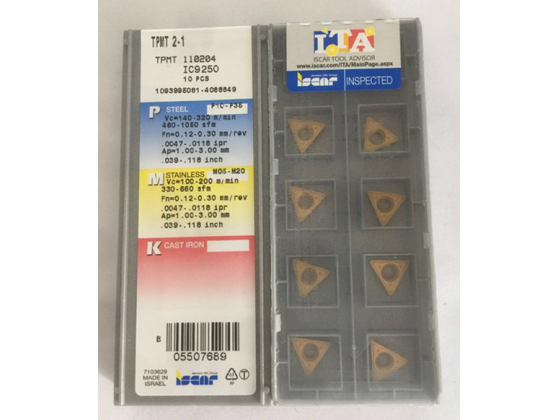 TPMT 2-1
TPMT 110204
IC9250
10 PCS
1093995081-4068849
P STEEL P10-P35
Vc=140-320 m/min
460-1050 sfm
Fn=0.12-0.30 mm/rev
.0047-.0118 ipr
Ap=1.00-3.00 mm
.039-.118 inch
M STAINLESS M05-M20
Vc=100-200 m/min
330-660 sfm
Fn=0.12-0.30 mm/rev
.0047-.0118 ipr
Ap=1.00-3.00 mm
.039-.118 inch
K CAST IRON
B
05507689
7103629
MADE IN
ISRAEL
iscar
PP
ITA
ISCAR TOOL ADVISOR
www.iscar.com/ITA/MainPage.aspx
iscar INSPECTED